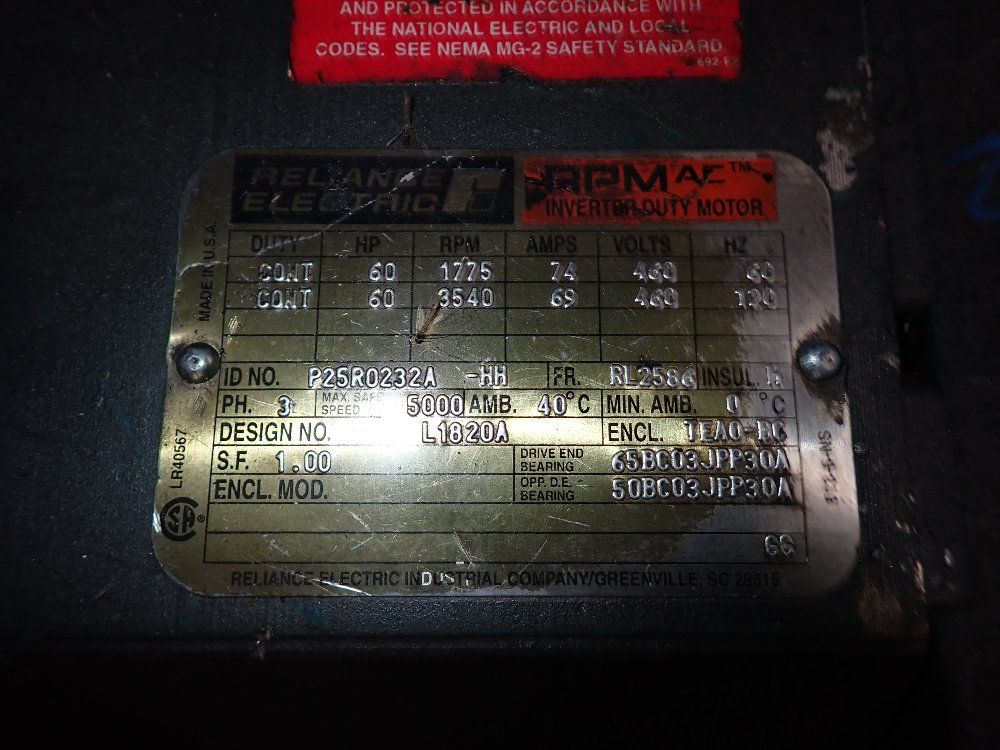 AND PROTECTED IN ACCORDANCE WITH
THE NATIONAL ELECTRIC AND LOCAL
CODES. SEE NEMA MG-2 SAFETY STANDARD
RELIANCE
ELECTRIC
RPM AC™
INVERTER DUTY MOTOR
DUTY HP RPM AMPS VOLTS HZ
CONT 60 1775 74 460 60
CONT 60 3540 69 460 120
ID NO. P25R0232A -HH FR. RL2586 INSUL. H
PH. 3 MAX. SAFE SPEED 5000 AMB. 40°C MIN. AMB. 0 °C
DESIGN NO. L1820A ENCL. TEAO-BC
S.F. 1.00 DRIVE END BEARING 65BC03JPP30A
ENCL. MOD. OPP. D.E. BEARING 50BC03JPP30A
GG
RELIANCE ELECTRIC INDUSTRIAL COMPANY/GREENVILLE, SC 29615
MADE IN U.S.A.
LR40567
SA ®